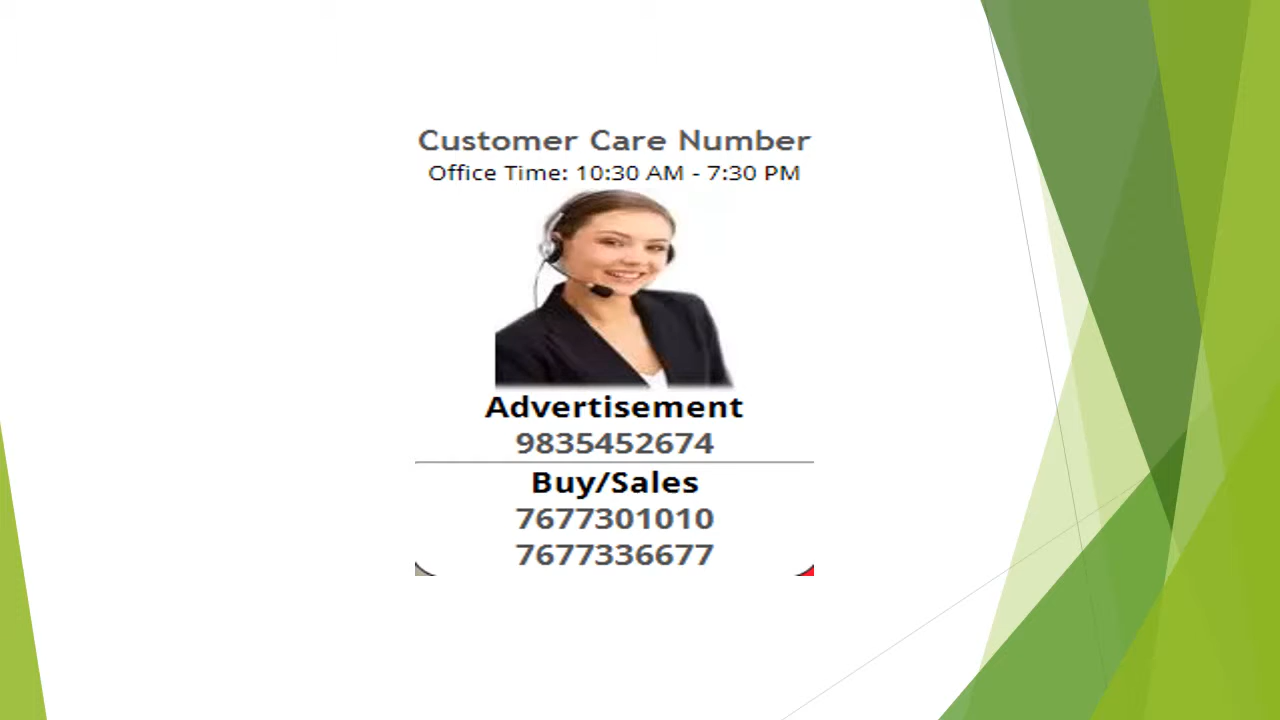 Customer Care Number
Office Time: 10:30 AM - 7:30 PM
Advertisement
9835452674
Buy/Sales
7677301010
7677336677